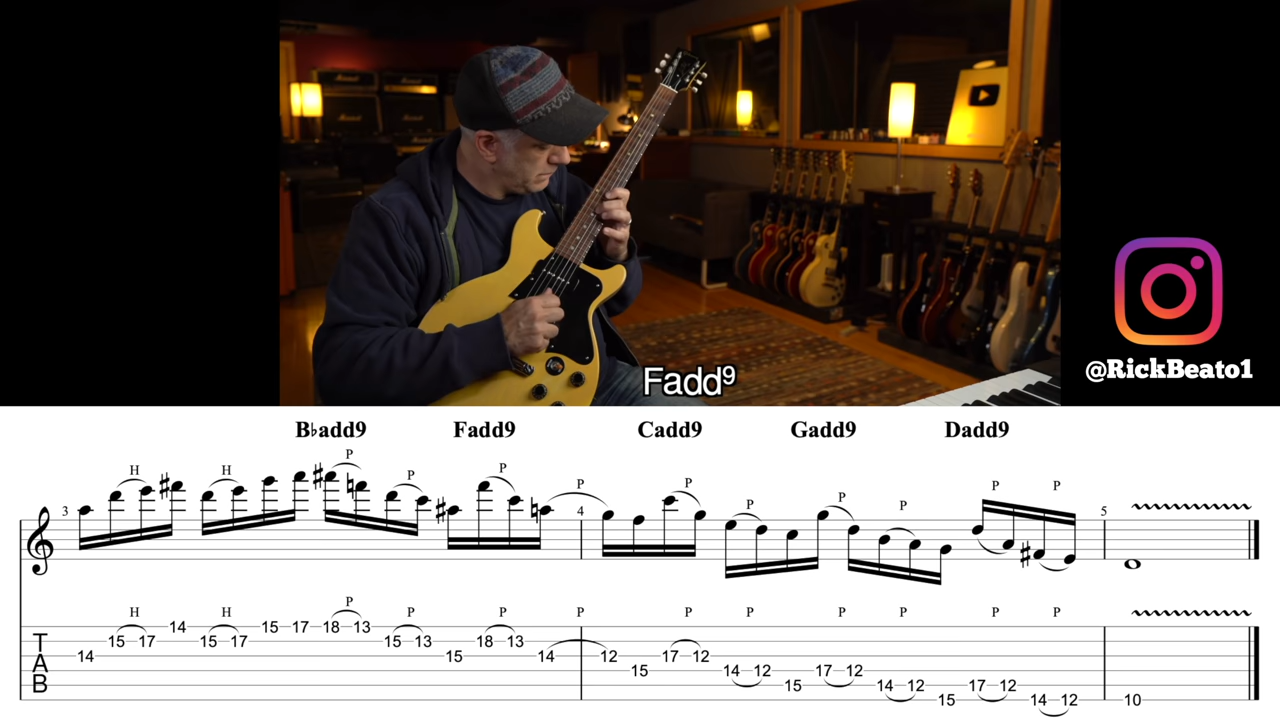 Fadd9
@RickBeato1
B♭add9 Fadd9 Cadd9 Gadd9 Dadd9
H H P P P P P P P P P P
3 4 5
H H P P P P P P P P P P
14 15 17 14 15 17 15 17 18 13 15 13 15 18 13 14 12 15 17 12 14 12 15 17 12 14 12 15 17 12 14 12 10
T
A
B